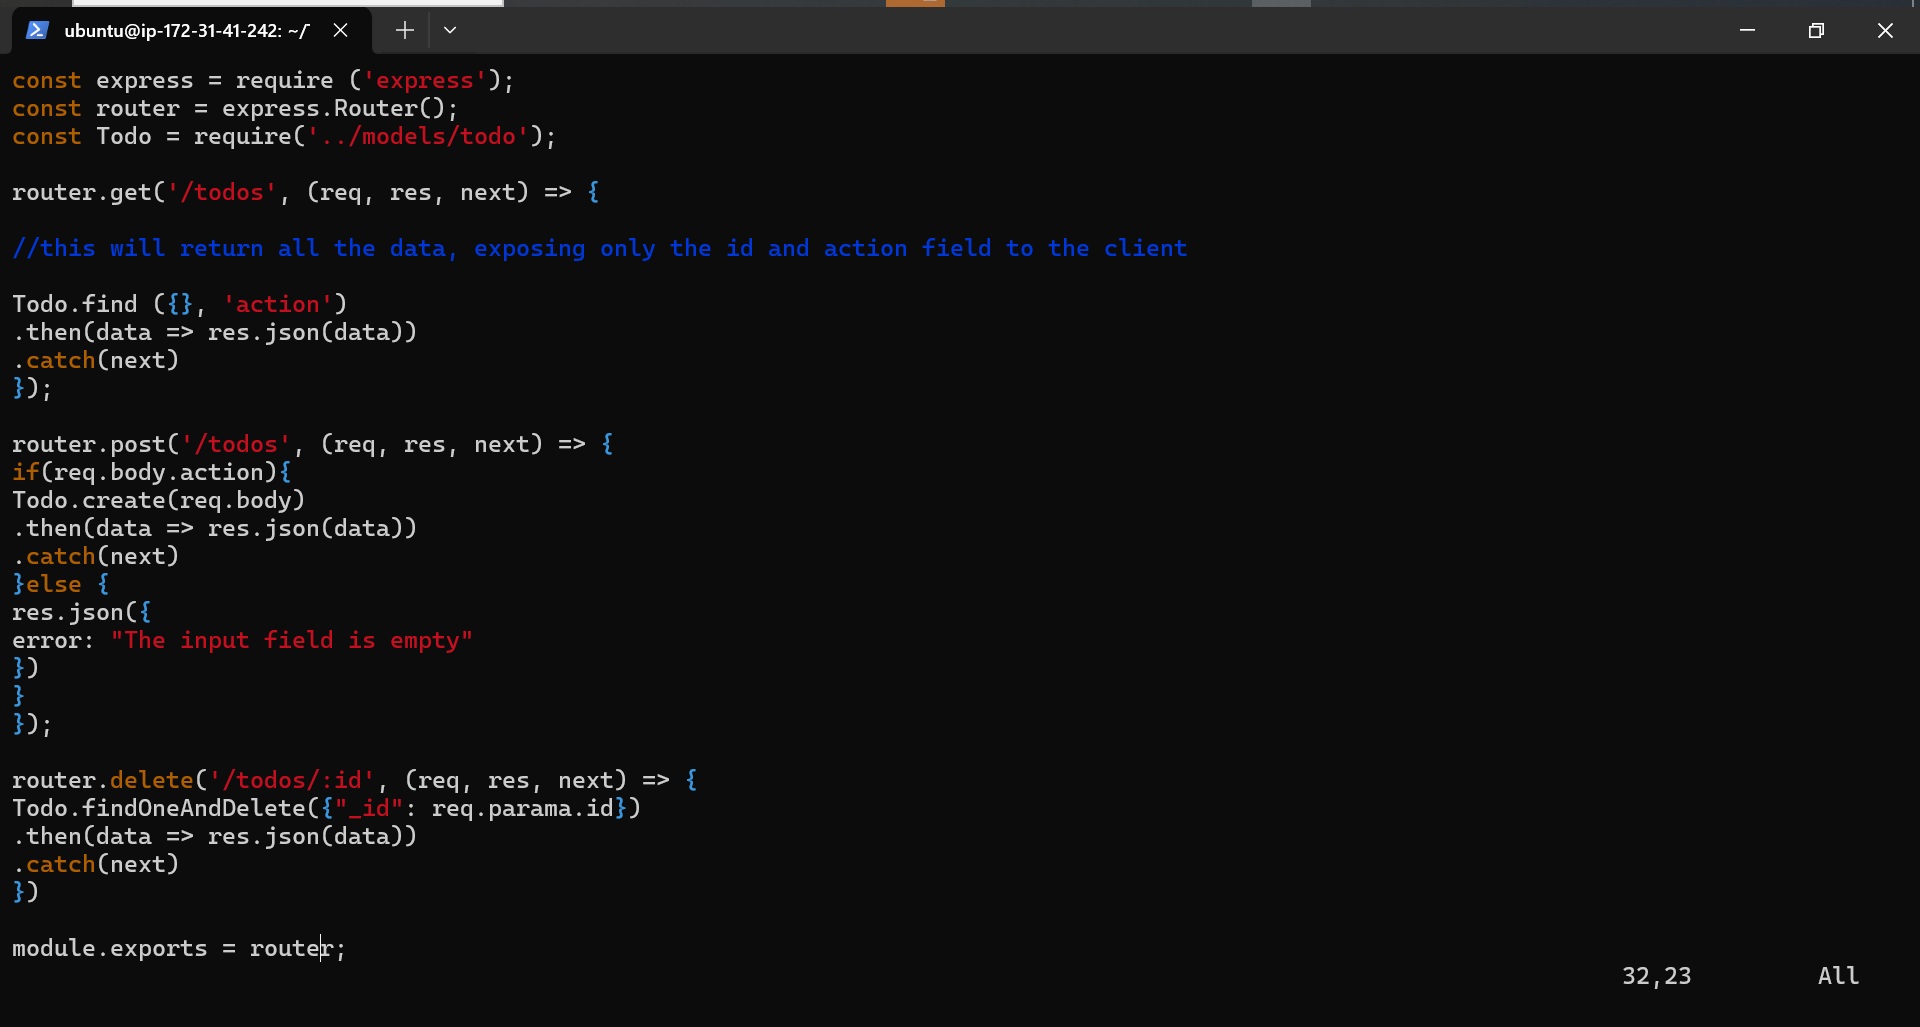 ubuntu@ip-172-31-41-242: ~/
const express = require ('express');
const router = express.Router();
const Todo = require('../models/todo');
router.get('/todos', (req, res, next) => {
//this will return all the data, exposing only the id and action field to the client
Todo.find ({}, 'action')
.then(data => res.json(data))
.catch(next)
});
router.post('/todos', (req, res, next) => {
if(req.body.action){
Todo.create(req.body)
.then(data => res.json(data))
.catch(next)
}else {
res.json({
error: "The input field is empty"
})
}
});
router.delete('/todos/:id', (req, res, next) => {
Todo.findOneAndDelete({"_id": req.parama.id})
.then(data => res.json(data))
.catch(next)
})
module.exports = router;
32,23 All